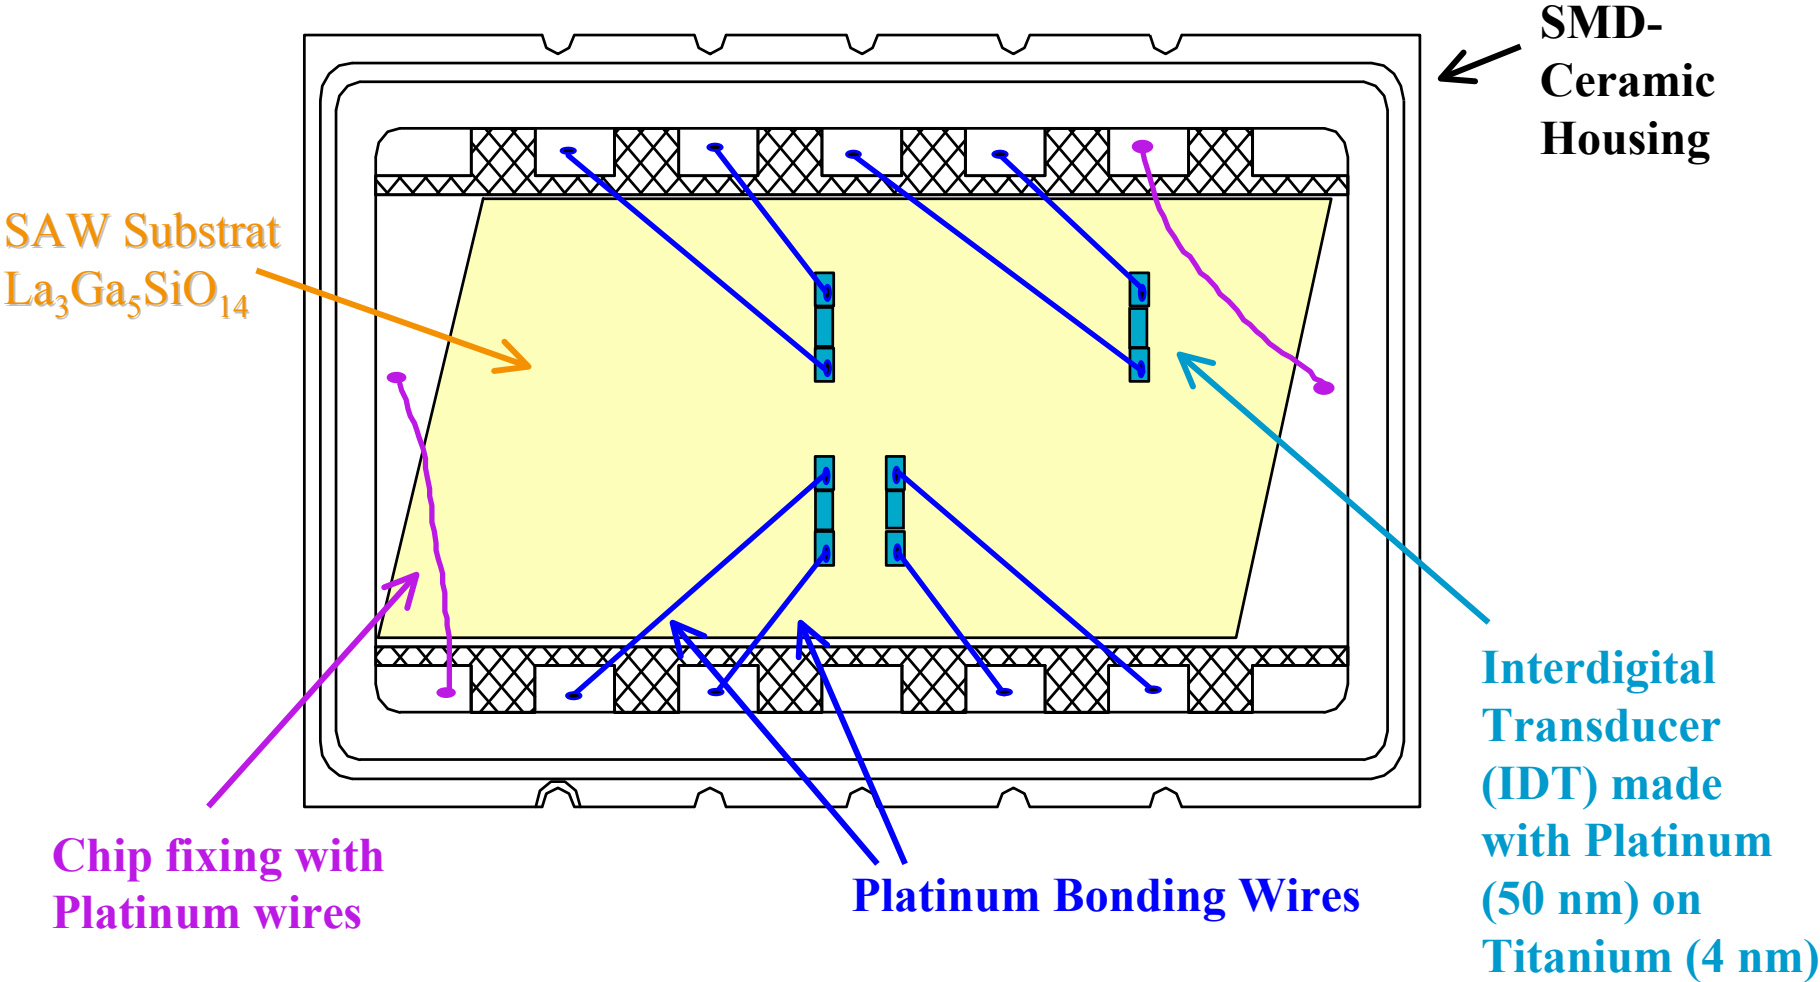 SMD-
Ceramic
Housing
SAW Substrat
La₃Ga₅SiO₁₄
Interdigital
Transducer
(IDT) made
with Platinum
(50 nm) on
Titanium (4 nm)
Chip fixing with
Platinum wires
Platinum Bonding Wires